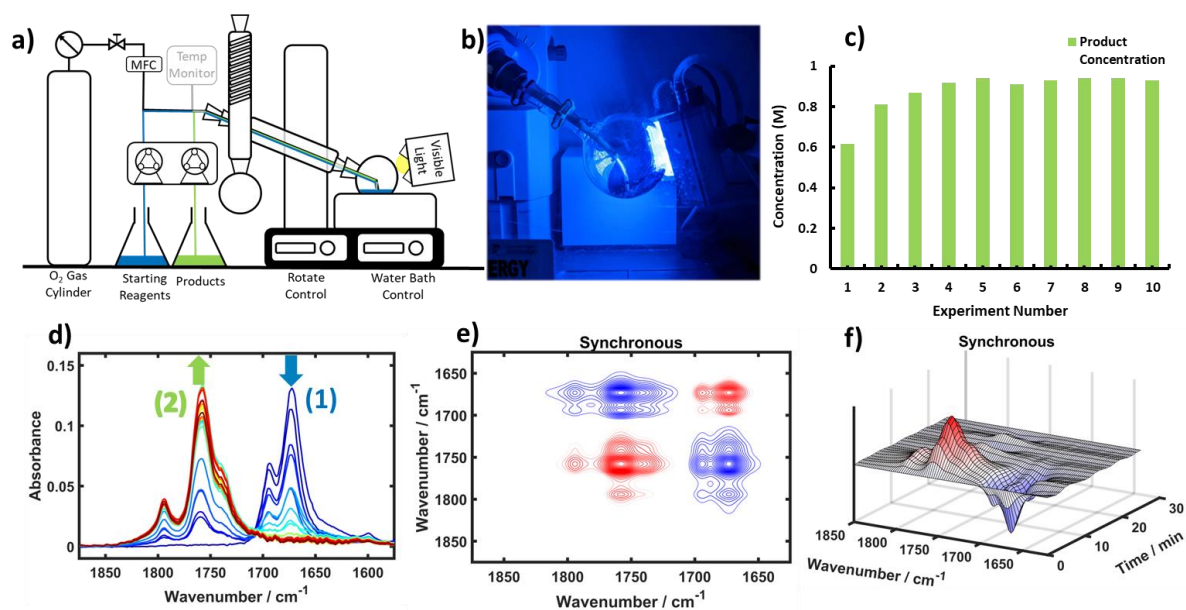 a)
MFC
Temp
Monitor
Visible
Light
O₂ Gas
Cylinder
Starting
Reagents
Products
Rotate
Control
Water Bath
Control
b)
ERGY
c)
Product
Concentration
Concentration (M)
1
0.8
0.6
0.4
0.2
0
1 2 3 4 5 6 7 8 9 10
Experiment Number
d)
Absorbance
0.15
0.1
0.05
0
(2)
(1)
1850 1800 1750 1700 1650 1600
Wavenumber / cm⁻¹
e)
Synchronous
Wavenumber / cm⁻¹
1650
1700
1750
1800
1850
1850 1800 1750 1700 1650
Wavenumber / cm⁻¹
f)
Synchronous
1850
1800
1750
1700
1650
Wavenumber / cm⁻¹
0
10
20
30
Time / min